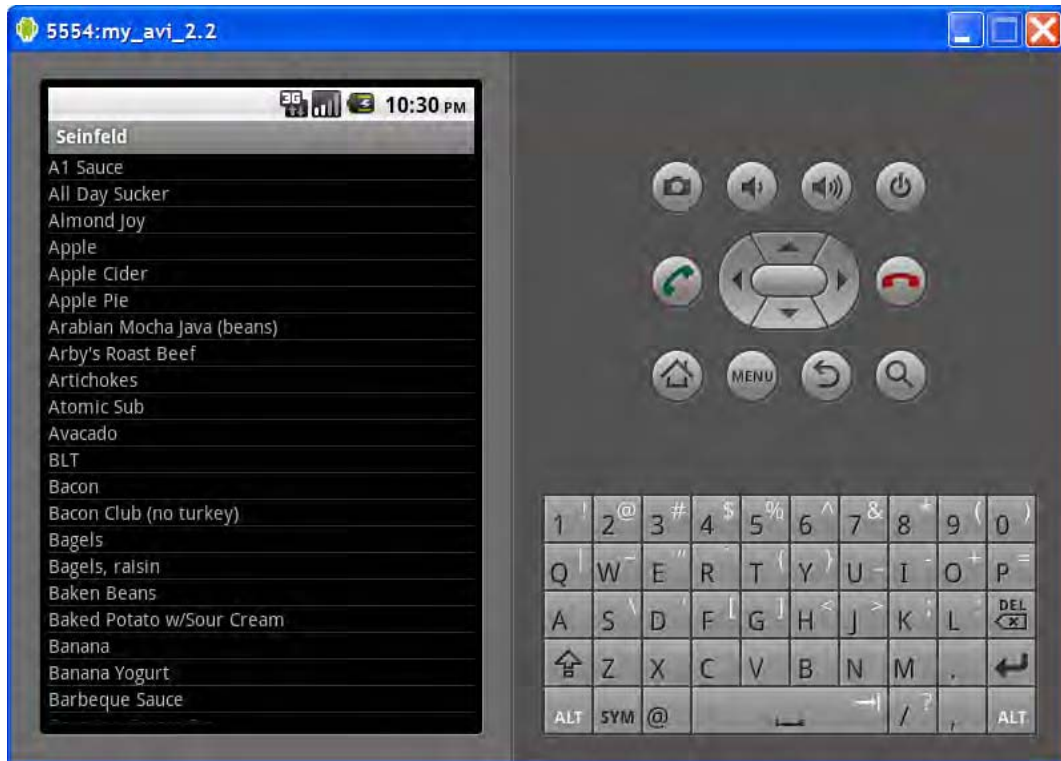 5554:my_avi_2.2
3G 10:30 PM
Seinfeld
A1 Sauce
All Day Sucker
Almond Joy
Apple
Apple Cider
Apple Pie
Arabian Mocha Java (beans)
Arby's Roast Beef
Artichokes
Atomic Sub
Avacado
BLT
Bacon
Bacon Club (no turkey)
Bagels
Bagels, raisin
Baken Beans
Baked Potato w/Sour Cream
Banana
Banana Yogurt
Barbeque Sauce
MENU
1 ! 2 @ 3 # 4 $ 5 % 6 ^ 7 & 8 * 9 ( 0 )
Q | W ~ E " R ` T { Y } U _ I - O + P =
A S \ D ' F [ G ] H < J > K ; L : DEL
Z X C V B N M .
ALT SYM @ / ? , ALT